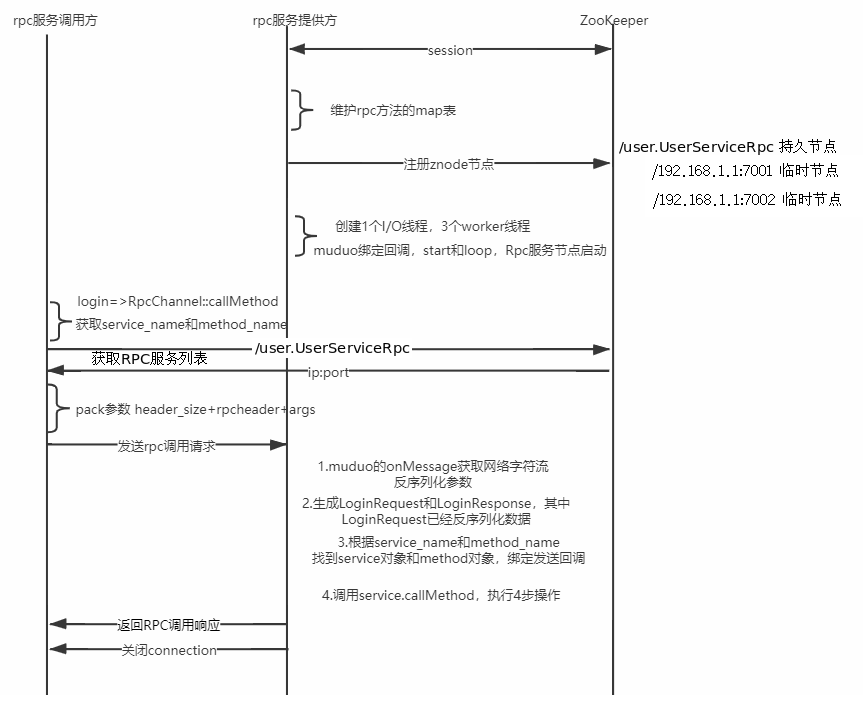 rpc服务调用方
rpc服务提供方
ZooKeeper
session
维护rpc方法的map表
/user.UserServiceRpc 持久节点
注册znode节点
/192.168.1.1:7001 临时节点
/192.168.1.1:7002 临时节点
创建1个I/O线程，3个worker线程
muduo绑定回调，start和loop，Rpc服务节点启动
login=>RpcChannel::callMethod
获取service_name和method_name
/user.UserServiceRpc
获取RPC服务列表
ip:port
pack参数 header_size+rpcheader+args
发送rpc调用请求
1.muduo的onMessage获取网络字符流
反序列化参数
2.生成LoginRequest和LoginResponse，其中
LoginRequest已经反序列化数据
3.根据service_name和method_name
找到service对象和method对象，绑定发送回调
4.调用service.callMethod，执行4步操作
返回RPC调用响应
关闭connection